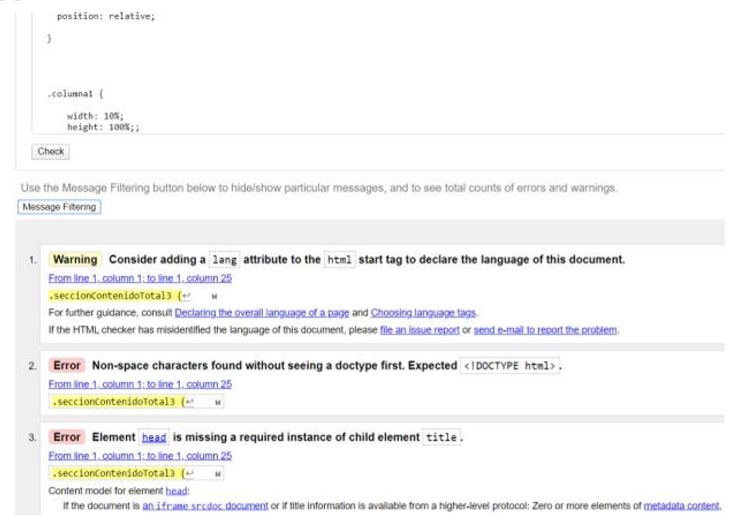 position: relative;
}
.columna1 {
width: 10%;
height: 100%;;
Check
Use the Message Filtering button below to hide/show particular messages, and to see total counts of errors and warnings.
Message Filtering
1. Warning Consider adding a lang attribute to the html start tag to declare the language of this document.
From line 1, column 1; to line 1, column 25
.seccionContenidoTotal3 {↩ w
For further guidance, consult Declaring the overall language of a page and Choosing language tags.
If the HTML checker has misidentified the language of this document, please file an issue report or send e-mail to report the problem.
2. Error Non-space characters found without seeing a doctype first. Expected <!DOCTYPE html>.
From line 1, column 1; to line 1, column 25
.seccionContenidoTotal3 {↩ w
3. Error Element head is missing a required instance of child element title.
From line 1, column 1; to line 1, column 25
.seccionContenidoTotal3 {↩ w
Content model for element head:
If the document is an iframe srcdoc document or if title information is available from a higher-level protocol: Zero or more elements of metadata content,